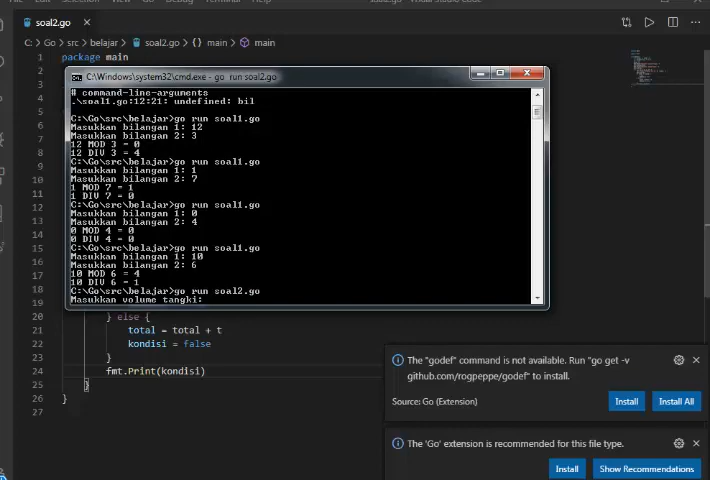 soal2.go
C: > Go > src > belajar > soal2.go > {} main > main
1 package main
2
3
4
5
6
7
8
9
10
11
12
13
14
15
16
17
18
19
C:\Windows\system32\cmd.exe - go run soal2.go
# command-line-arguments
.\soal1.go:12:21: undefined: bil
C:\Go\src\belajar>go run soal1.go
Masukkan bilangan 1: 12
Masukkan bilangan 2: 3
12 MOD 3 = 0
12 DIV 3 = 4
C:\Go\src\belajar>go run soal1.go
Masukkan bilangan 1: 1
Masukkan bilangan 2: 7
1 MOD 7 = 1
1 DIV 7 = 0
C:\Go\src\belajar>go run soal1.go
Masukkan bilangan 1: 0
Masukkan bilangan 2: 4
0 MOD 4 = 0
0 DIV 4 = 0
C:\Go\src\belajar>go run soal1.go
Masukkan bilangan 1: 10
Masukkan bilangan 2: 6
10 MOD 6 = 4
10 DIV 6 = 1
C:\Go\src\belajar>go run soal2.go
Masukkan volume tangki:
20 } else {
21 total = total + t
22 kondisi = false
23 }
24 fmt.Print(kondisi)
25 }
26 }
27
The "godef" command is not available. Run "go get -v
github.com/rogpeppe/godef" to install.
Source: Go (Extension)
Install
Install All
The 'Go' extension is recommended for this file type.
Install
Show Recommendations